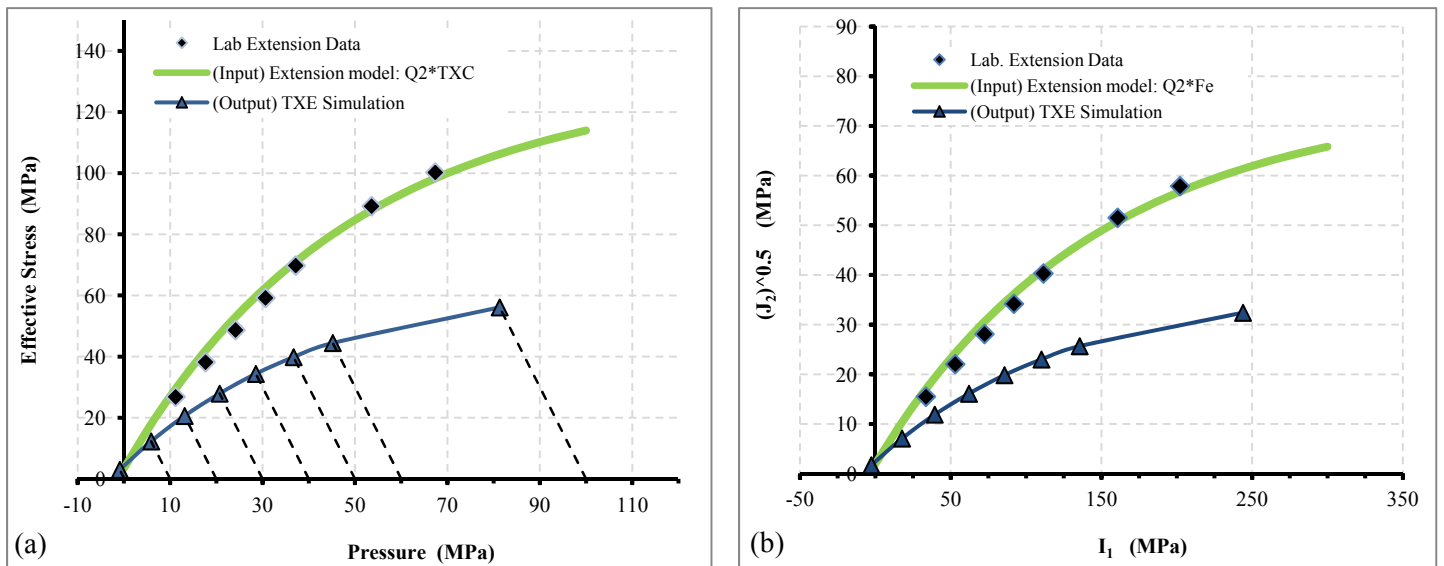 Lab Extension Data
(Input) Extension model: Q2*TXC
(Output) TXE Simulation
140
120
100
80
60
40
20
0
-10
10
30
50
70
90
110
Effective Stress (MPa)
Pressure (MPa)
(a)
Lab. Extension Data
(Input) Extension model: Q2*Fe
(Output) TXE Simulation
90
80
70
60
50
40
30
20
10
0
-50
50
150
250
350
(J₂)^0.5 (MPa)
I₁ (MPa)
(b)